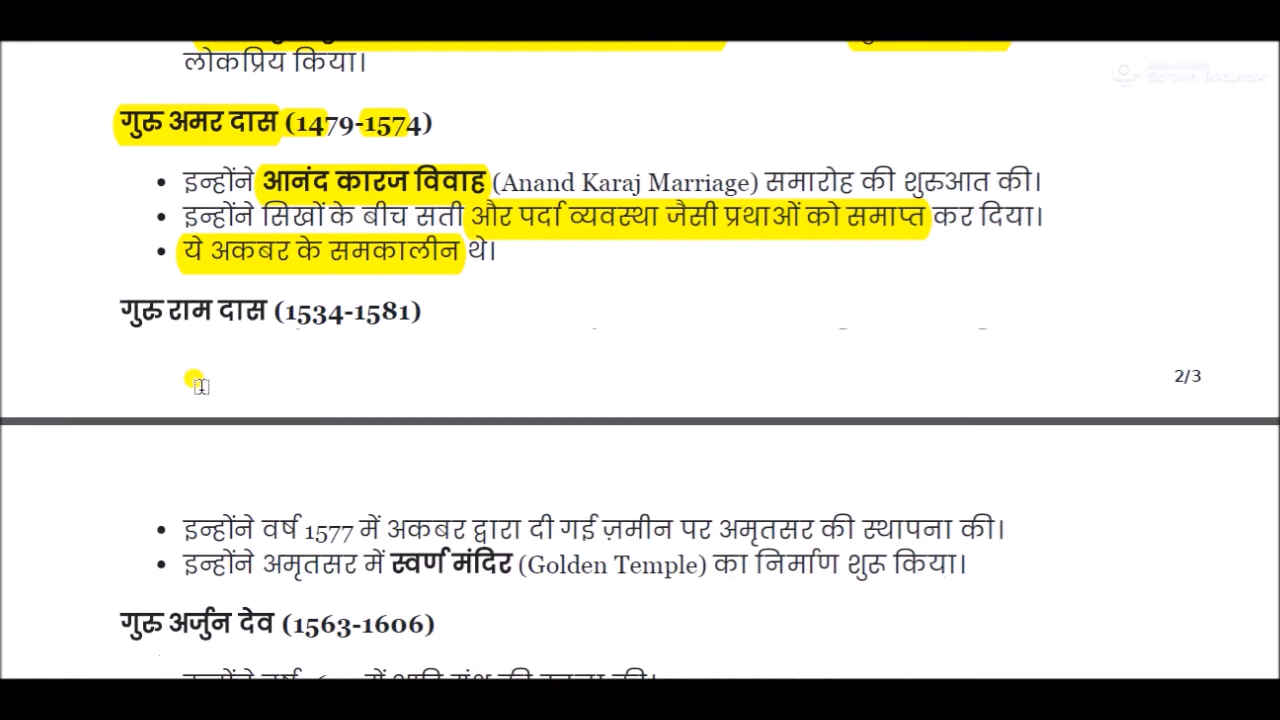 लोकप्रिय किया।
Screen Recorder
गुरु अमर दास (1479-1574)
• इन्होंने आनंद कारज विवाह (Anand Karaj Marriage) समारोह की शुरुआत की।
• इन्होंने सिखों के बीच सती और पर्दा व्यवस्था जैसी प्रथाओं को समाप्त कर दिया।
• ये अकबर के समकालीन थे।
गुरु राम दास (1534-1581)
2/3
• इन्होंने वर्ष 1577 में अकबर द्वारा दी गई ज़मीन पर अमृतसर की स्थापना की।
• इन्होंने अमृतसर में स्वर्ण मंदिर (Golden Temple) का निर्माण शुरू किया।
गुरु अर्जुन देव (1563-1606)